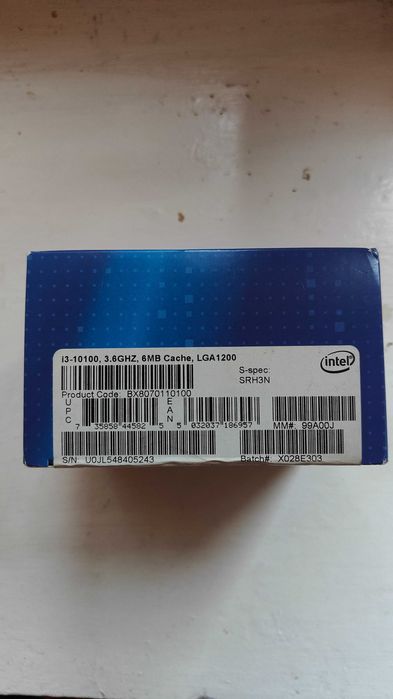 i3-10100, 3.6GHZ, 6MB Cache, LGA1200
intel
S-spec:
SRH3N
Product Code: BX8070110100
UPC
EAN
7 35858 44582 5
5 032037 186957
MM#: 99A00J
S/N: U0JL548405243
Batch# X028E303